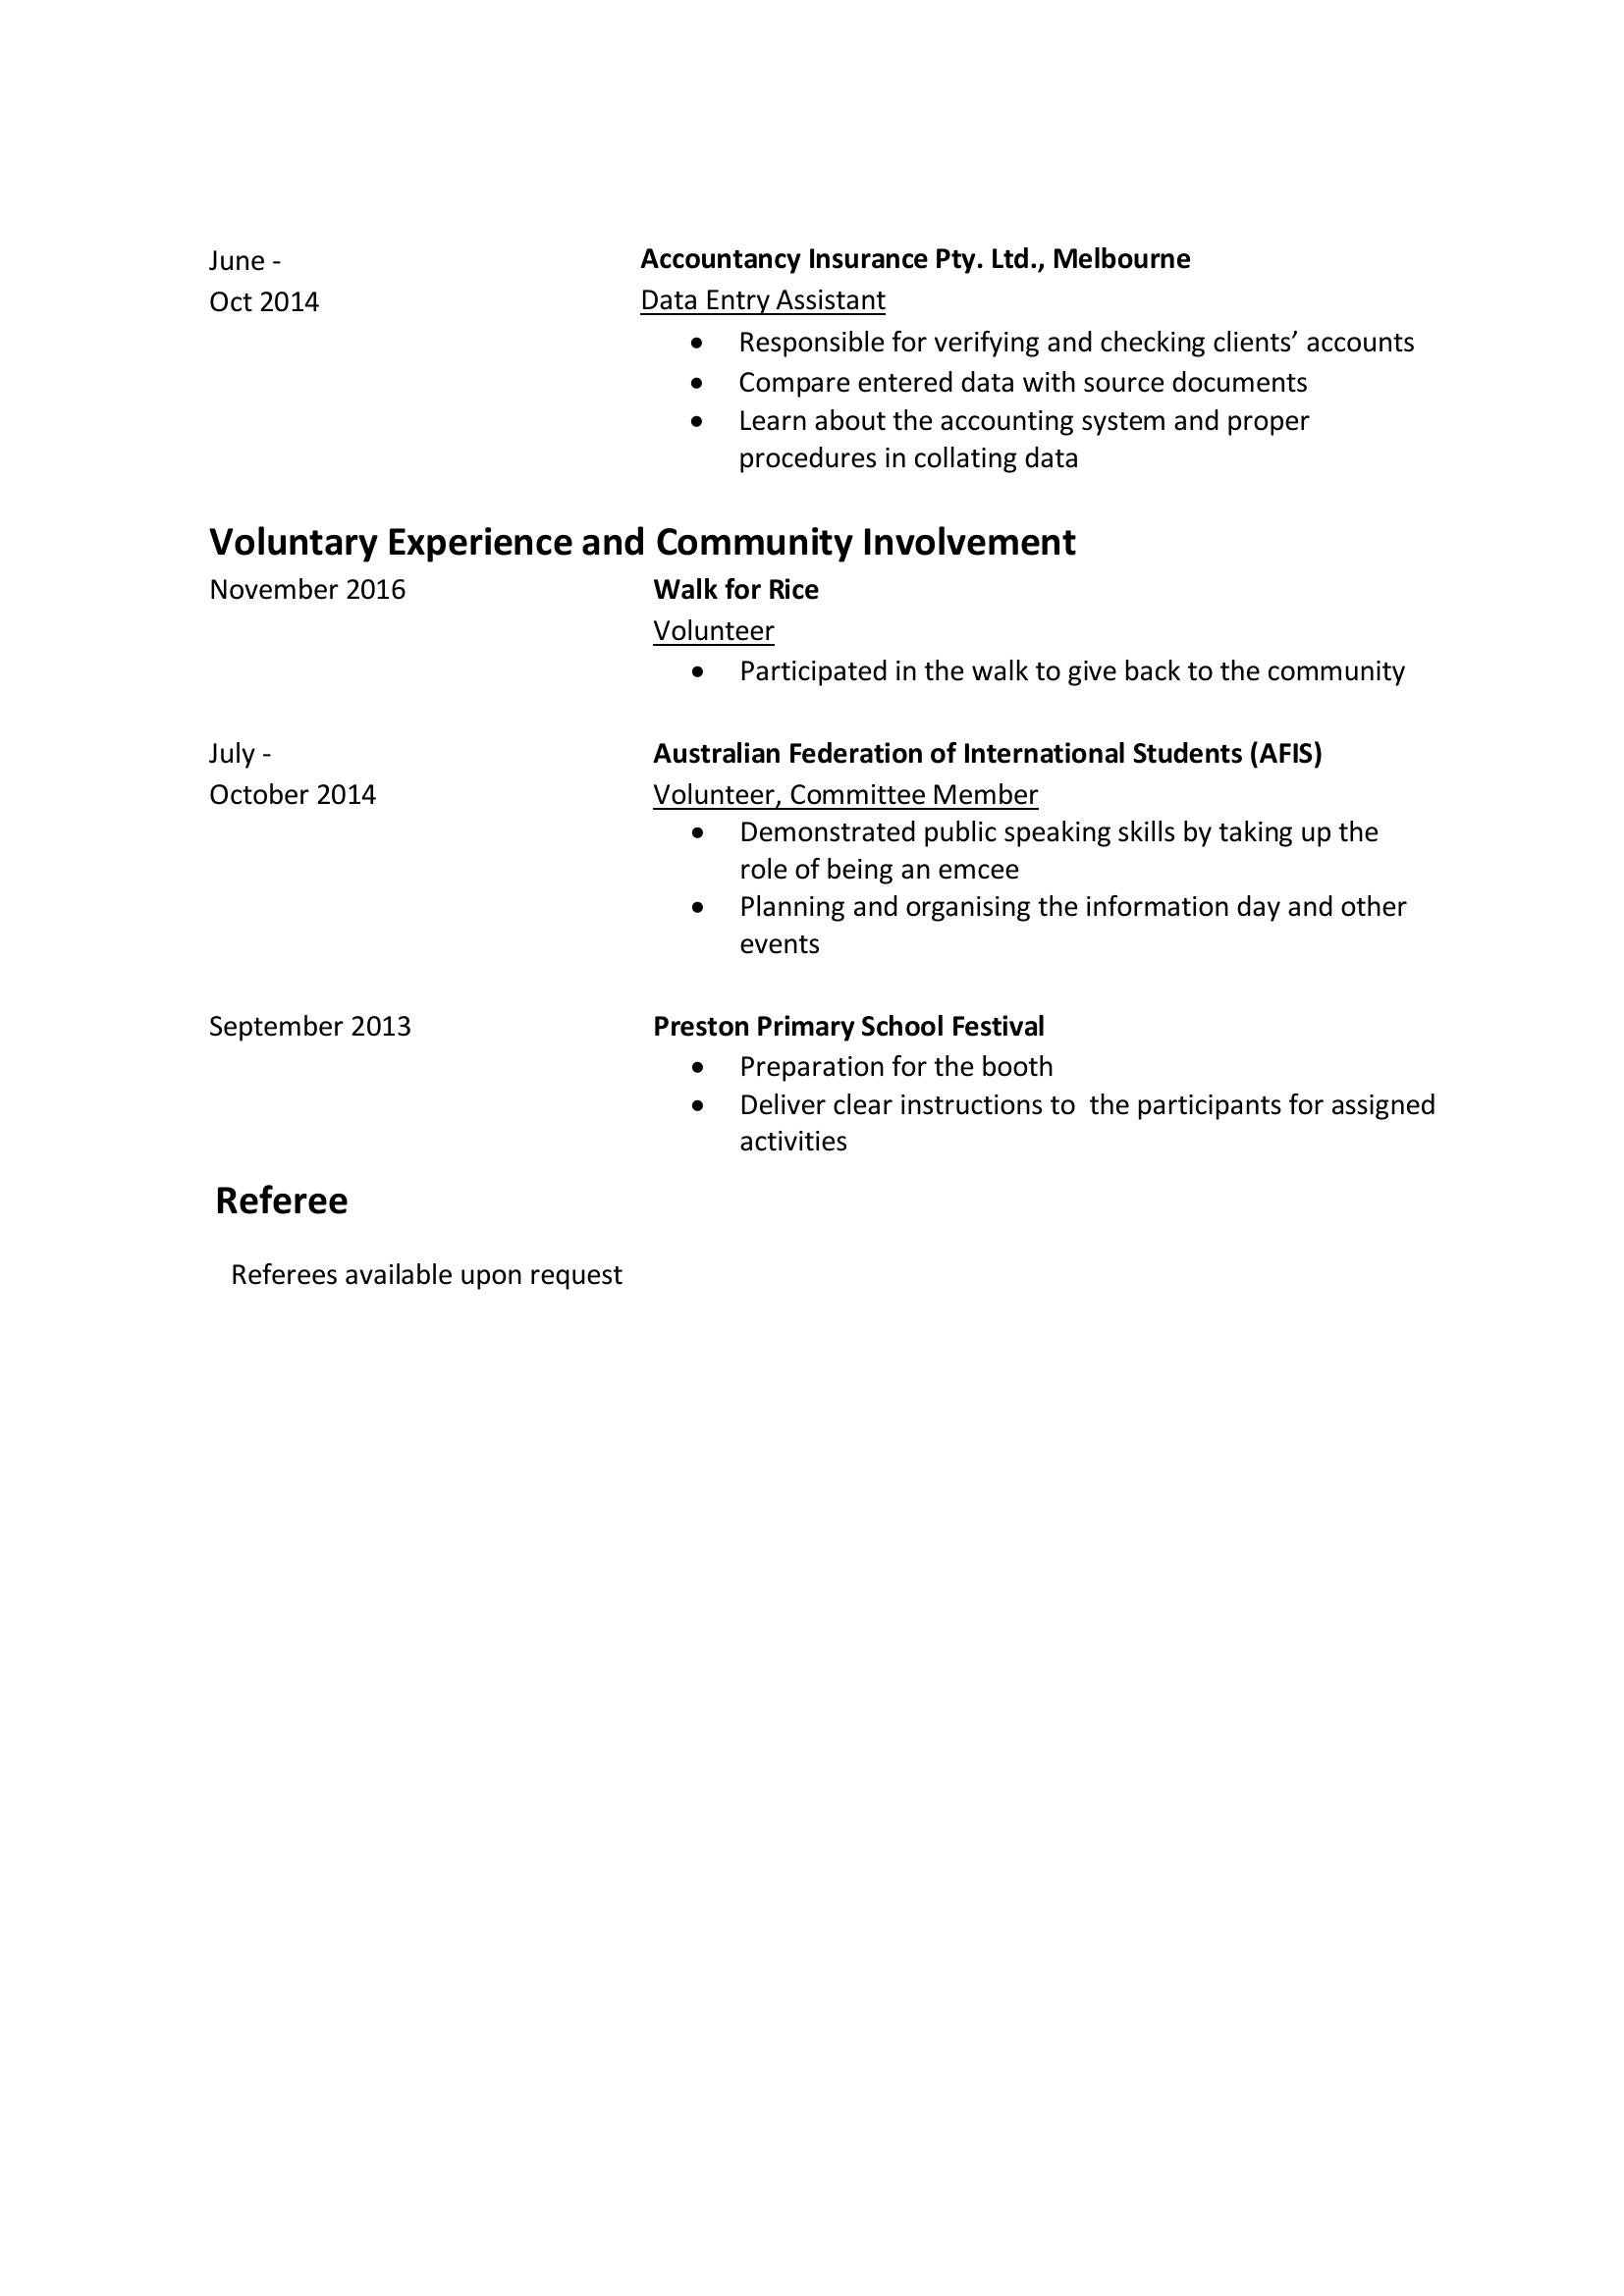 June -
Accountancy Insurance Pty. Ltd., Melbourne
Oct 2014
Data Entry Assistant
• Responsible for verifying and checking clients’ accounts
• Compare entered data with source documents
• Learn about the accounting system and proper
procedures in collating data
Voluntary Experience and Community Involvement
November 2016
Walk for Rice
Volunteer
• Participated in the walk to give back to the community
July -
Australian Federation of International Students (AFIS)
October 2014
Volunteer, Committee Member
• Demonstrated public speaking skills by taking up the
role of being an emcee
• Planning and organising the information day and other
events
September 2013
Preston Primary School Festival
• Preparation for the booth
• Deliver clear instructions to  the participants for assigned
activities
Referee
Referees available upon request